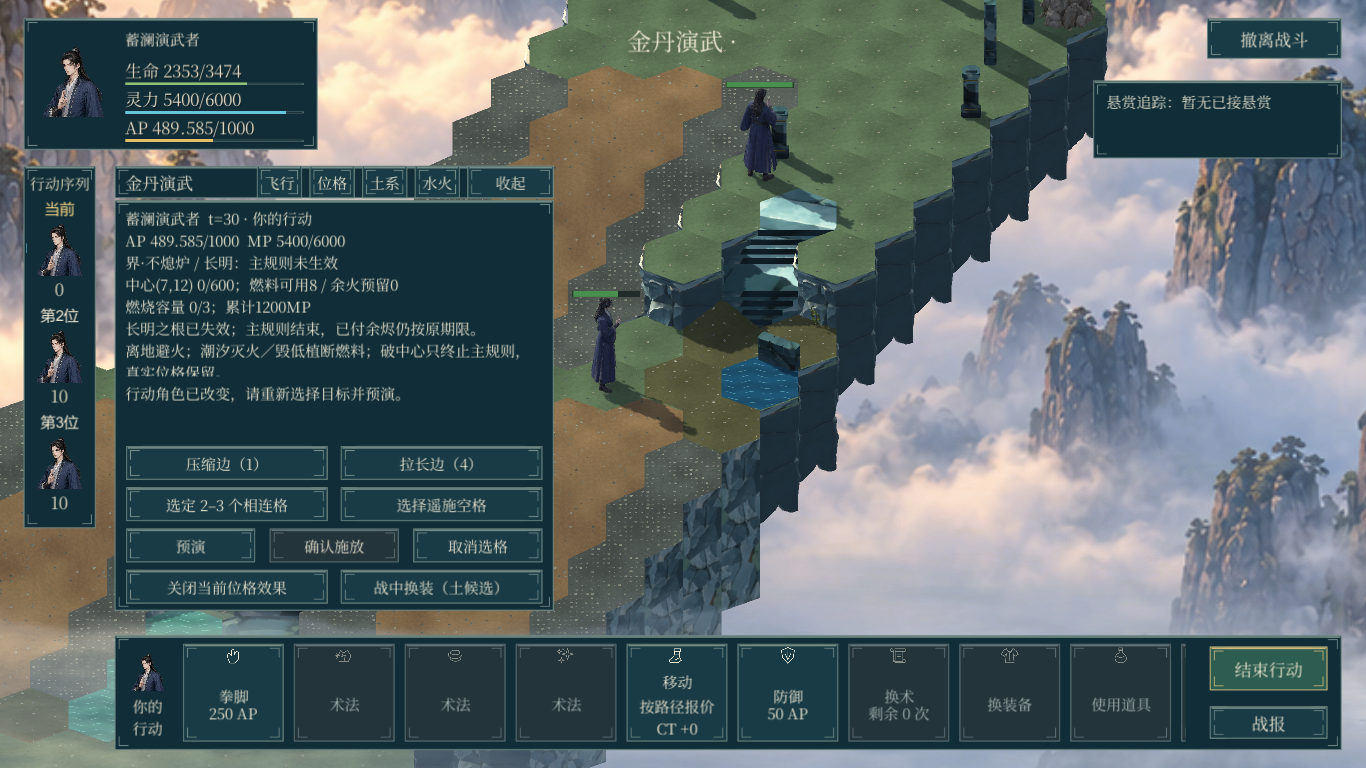 蓄澜演武者
生命 2353/3474
灵力 5400/6000
AP 489.585/1000
金丹演武 ·
撤离战斗
悬赏追踪：暂无已接悬赏
行动序列
当前
0
第2位
10
第3位
10
金丹演武
飞行
位格
土系
水火
收起
蓄澜演武者 t=30 · 你的行动
AP 489.585/1000 MP 5400/6000
界·不熄炉 / 长明：主规则未生效
中心(7,12) 0/600；燃料可用8 / 余火预留0
燃烧容量 0/3；累计1200MP
长明之根已失效；主规则结束，已付余烬仍按原期限。
离地避火；潮汐灭火／毁低植断燃料；破中心只终止主规则，
真实位格保留。
行动角色已改变，请重新选择目标并预演。
压缩边（1）
拉长边（4）
选定 2–3 个相连格
选择遥施空格
预演
确认施放
取消选格
关闭当前位格效果
战中换装（土候选）
你的
行动
拳脚
250 AP
术法
术法
术法
移动
按路径报价
CT +0
防御
50 AP
换术
剩余 0 次
换装备
使用道具
结束行动
战报